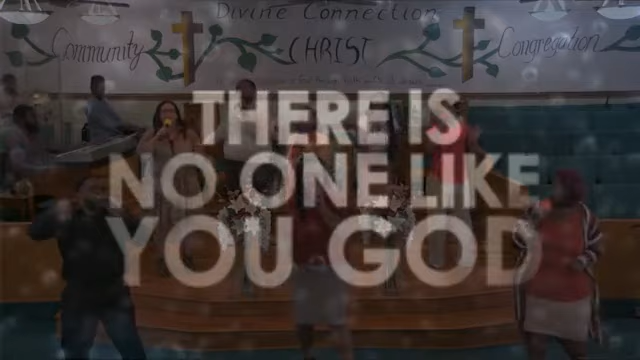 Divine Connection
Community CHRIST Congregation
THERE IS
NO ONE LIKE
YOU GOD